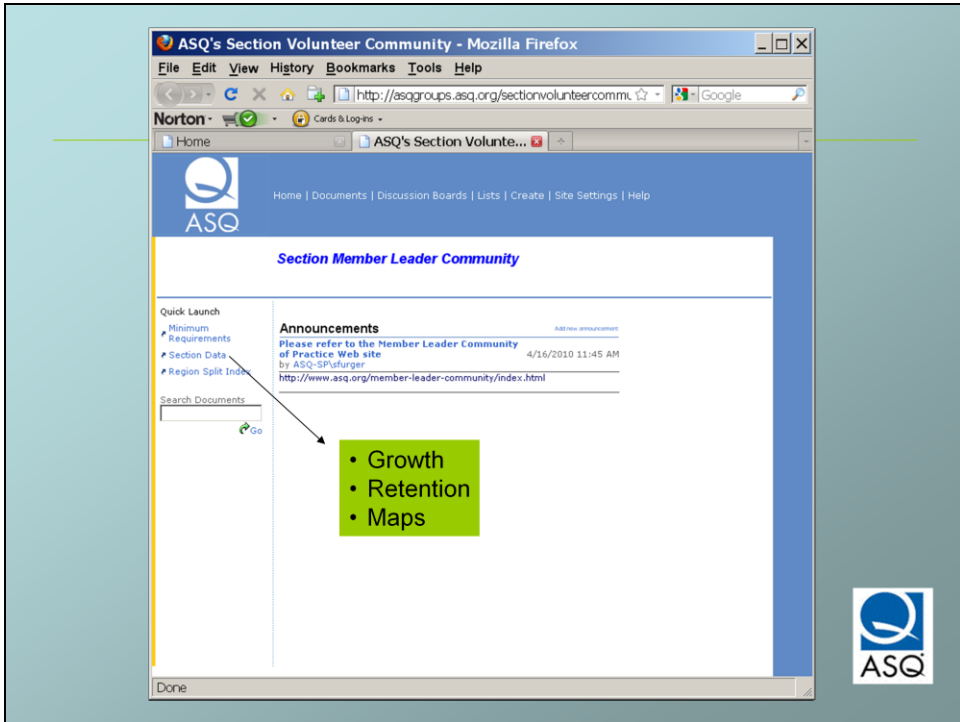 ASQ's Section Volunteer Community - Mozilla Firefox
File Edit View History Bookmarks Tools Help
http://asqgroups.asq.org/sectionvolunteercommu
Google
Norton
Cards & Log-ins
Home
ASQ's Section Volunte...
ASQ
Home | Documents | Discussion Boards | Lists | Create | Site Settings | Help
Section Member Leader Community
Quick Launch
Minimum
Requirements
Section Data
Region Split Index
Search Documents
Go
Announcements
Add new announcement
Please refer to the Member Leader Community
of Practice Web site
4/16/2010 11:45 AM
by ASQ-SP\sfurger
http://www.asq.org/member-leader-community/index.html
• Growth
• Retention
• Maps
Done
ASQ